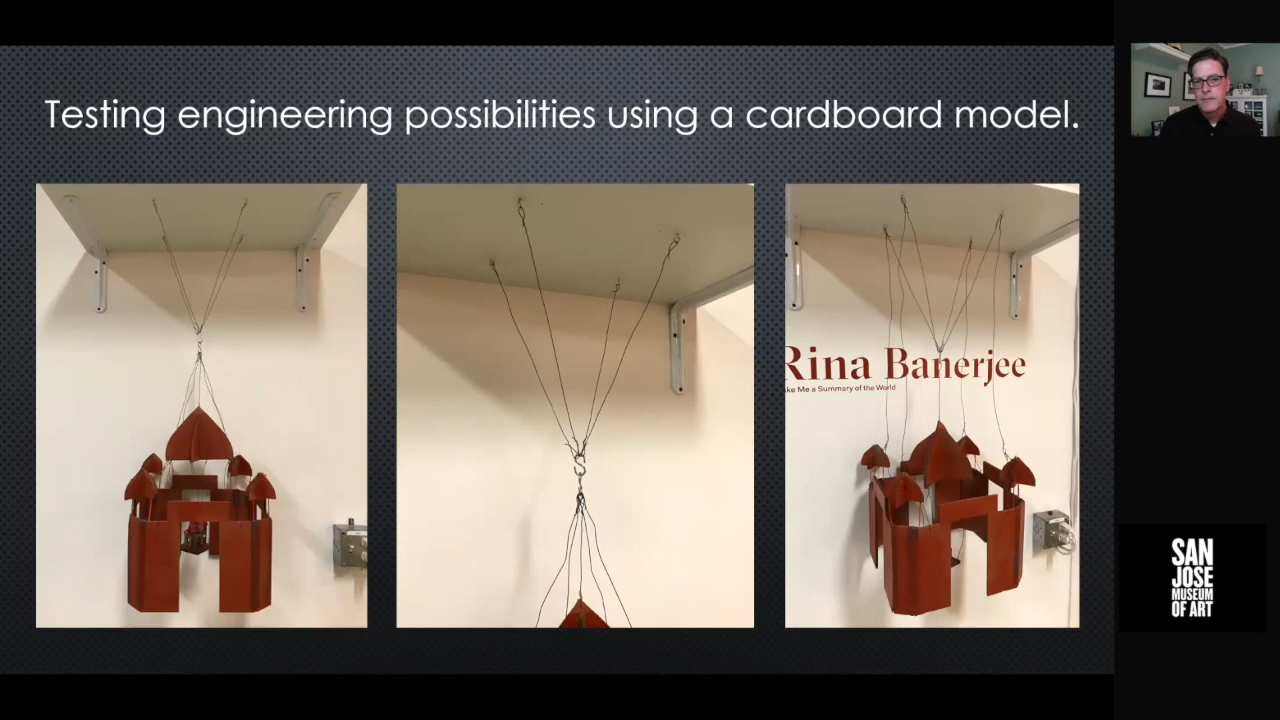 Testing engineering possibilities using a cardboard model.
Rina Banerjee
ke Me a Summary of the World
SAN
JOSE
MUSEUM
OF ART